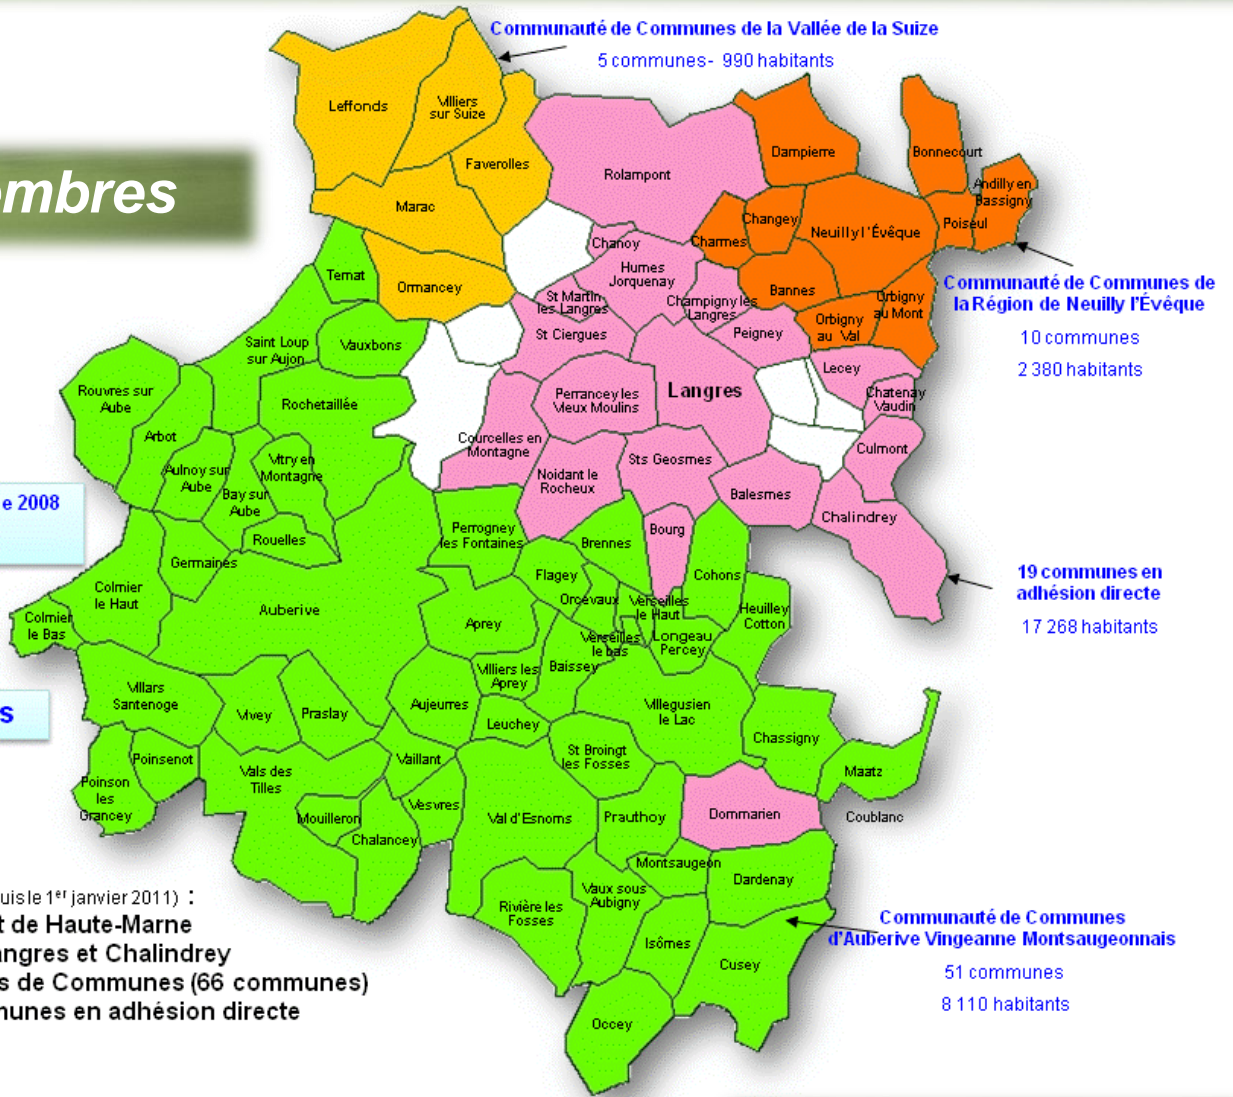 Communauté de Communes de la Vallée de la Suize
5 communes- 990 habitants
Leffonds
Villiers
sur Suize
Faverolles
Marac
Ormancey
Rolampont
Dampierre
Bonnecourt
Andilly en
Bassigny
Poiseul
Changey
Charmes
Neuilly l'Évêque
Bannes
Orbigny
au Mont
Orbigny
au Val
Communauté de Communes de
la Région de Neuilly l'Évéque
10 communes
2 380 habitants
Chanoy
Humes
Jorquenay
St Martin
les Langres
Champigny les
Langres
St Ciergues
Peigney
Lecey
Chatenay
Vaudin
Langres
Perrancey les
Vieux Moulins
Courcelles en
Montagne
Noidant le
Rocheux
Sts Geosmes
Balesmes
Culmont
Chalindrey
Bourg
19 communes en
adhésion directe
17 268 habitants
Ternat
Saint Loup
sur Aujon
Vauxbons
Rouvres sur
Aube
Rochetaillée
Arbot
Aulnoy sur
Aube
Vitry en
Montagne
Bay sur
Aube
Rouelles
Germaines
Colmier
le Haut
Colmier
le Bas
Auberive
Perrogney
les Fontaines
Brennes
Flagey
Orcevaux
Cohons
Verseilles
le Haut
Heuilley
Cotton
Aprey
Verseilles
le bas
Longeau
Percey
Baissey
Villiers les
Aprey
Villars
Santenoge
Vivey
Praslay
Aujeurres
Leuchey
Villegusien
le Lac
Chassigny
Maatz
Coublanc
Poinsenot
Poinson
les
Grancey
Vals des
Tilles
Vaillant
St Broingt
les Fosses
Mouilleron
Vesvres
Chalancey
Val d'Esnoms
Prauthoy
Dommarien
Montsaugeon
Dardenay
Vaux sous
Aubigny
Rivière les
Fosses
Isômes
Cusey
Occey
Communauté de Communes
d'Auberive Vingeanne Montsaugeonnais
51 communes
8 110 habitants
ombres
e 2008
s
uis le 1er janvier 2011) :
t de Haute-Marne
angres et Chalindrey
s de Communes (66 communes)
munes en adhésion directe